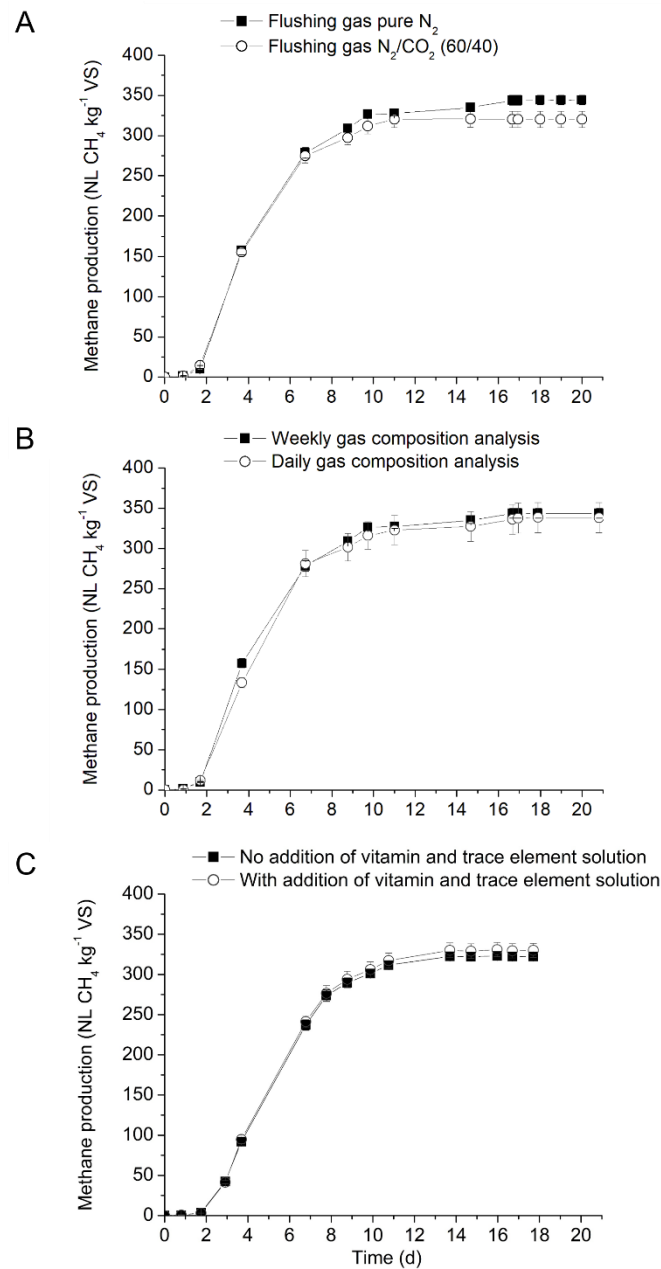 A
Flushing gas pure N₂
Flushing gas N₂/CO₂ (60/40)
Methane production (NL CH₄ kg⁻¹ VS)
400
350
300
250
200
150
100
50
0
0 2 4 6 8 10 12 14 16 18 20
B
Weekly gas composition analysis
Daily gas composition analysis
Methane production (NL CH₄ kg⁻¹ VS)
400
350
300
250
200
150
100
50
0
0 2 4 6 8 10 12 14 16 18 20
C
No addition of vitamin and trace element solution
With addition of vitamin and trace element solution
Methane production (NL CH₄ kg⁻¹ VS)
400
350
300
250
200
150
100
50
0
0 2 4 6 8 10 12 14 16 18 20
Time (d)